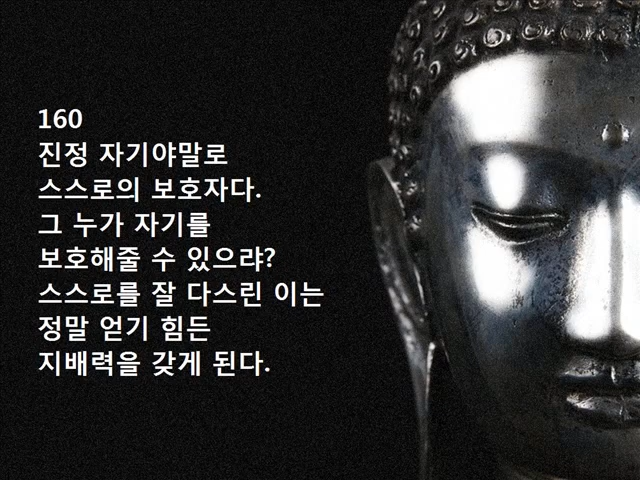 160
진정 자기야말로
스스로의 보호자다.
그 누가 자기를
보호해줄 수 있으랴?
스스로를 잘 다스린 이는
정말 얻기 힘든
지배력을 갖게 된다.